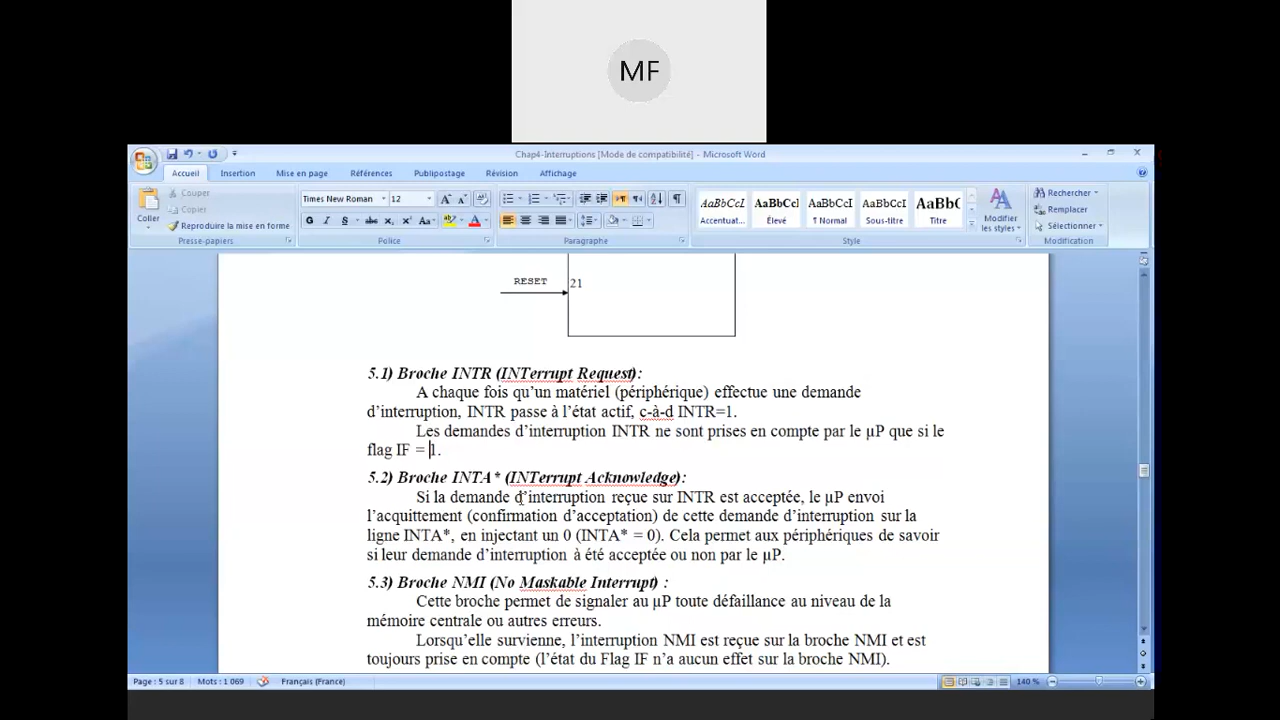 MF
Chap4-Interruptions [Mode de compatibilité] - Microsoft Word
Accueil Insertion Mise en page Références Publipostage Révision Affichage
Couper
Copier
Coller
Reproduire la mise en forme
Presse-papiers
Times New Roman 12
G I S abc x₂ x² Aa
Police
Paragraphe
AaBbCcI AaBbCcI AaBbCcI AaBbCcI AaBbC
Accentuat... Élevé ¶ Normal Sous-titre Titre
Modifier les styles
Style
Rechercher
Remplacer
Sélectionner
Modification
RESET
21
5.1) Broche INTR (INTerrupt Request):
A chaque fois qu’un matériel (périphérique) effectue une demande
d’interruption, INTR passe à l’état actif, c-à-d INTR=1.
Les demandes d’interruption INTR ne sont prises en compte par le µP que si le
flag IF = 1.
5.2) Broche INTA* (INTerrupt Acknowledge):
Si la demande d’interruption reçue sur INTR est acceptée, le µP envoi
l’acquittement (confirmation d’acceptation) de cette demande d’interruption sur la
ligne INTA*, en injectant un 0 (INTA* = 0). Cela permet aux périphériques de savoir
si leur demande d’interruption à été acceptée ou non par le µP.
5.3) Broche NMI (No Maskable Interrupt) :
Cette broche permet de signaler au µP toute défaillance au niveau de la
mémoire centrale ou autres erreurs.
Lorsqu’elle survienne, l’interruption NMI est reçue sur la broche NMI et est
toujours prise en compte (l’état du Flag IF n’a aucun effet sur la broche NMI).
Page : 5 sur 8 Mots : 1 069 Français (France) 140 %